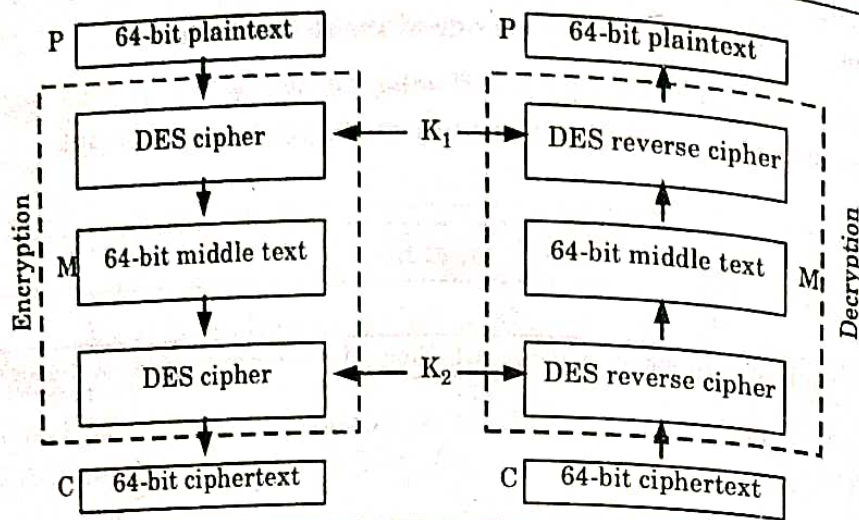 P 64-bit plaintext
DES cipher
Encryption
M 64-bit middle text
DES cipher
C 64-bit ciphertext
K₁
K₂
P 64-bit plaintext
DES reverse cipher
64-bit middle text M
Decryption
DES reverse cipher
C 64-bit ciphertext